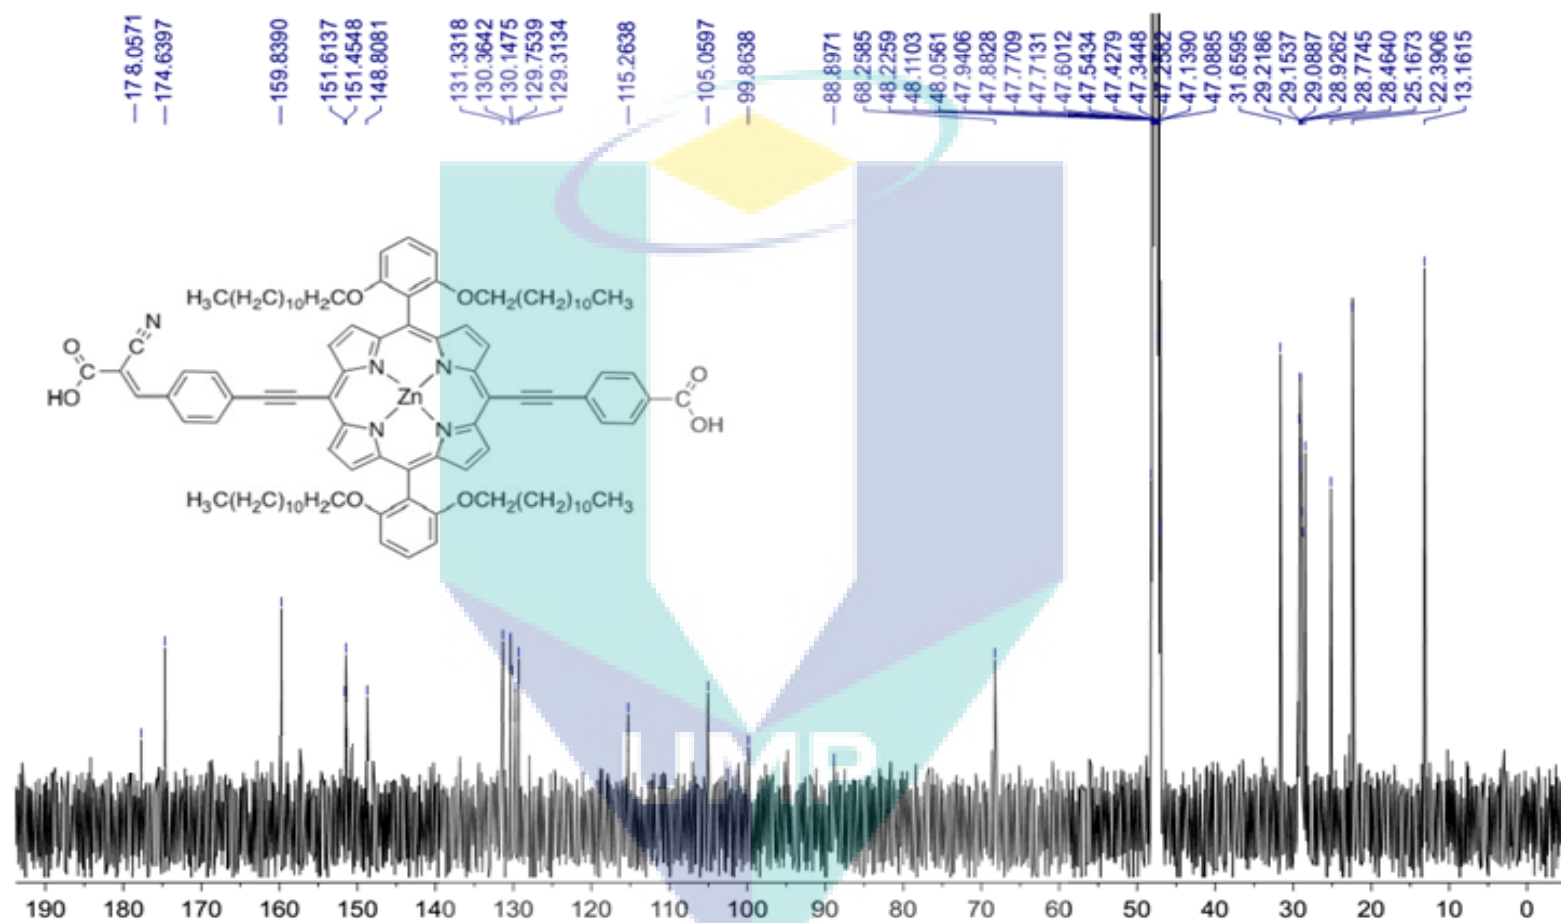 178.0571
174.6397
159.8390
151.6137
151.4548
148.8081
131.3318
130.3642
130.1475
129.7539
129.3134
115.2638
105.0597
99.8638
88.8971
68.2585
48.2259
48.1103
48.0561
47.9406
47.8828
47.7709
47.7131
47.6012
47.5434
47.4279
47.3448
47.2582
47.1390
47.0885
31.6595
29.2186
29.1537
29.0887
28.9262
28.7745
28.4640
25.1673
22.3906
13.1615
H₃C(H₂C)₁₀H₂CO OCH₂(CH₂)₁₀CH₃
N
C
O
C
HO
N N
Zn
N N
O
C
OH
H₃C(H₂C)₁₀H₂CO OCH₂(CH₂)₁₀CH₃
UMP
190 180 170 160 150 140 130 120 110 100 90 80 70 60 50 40 30 20 10 0